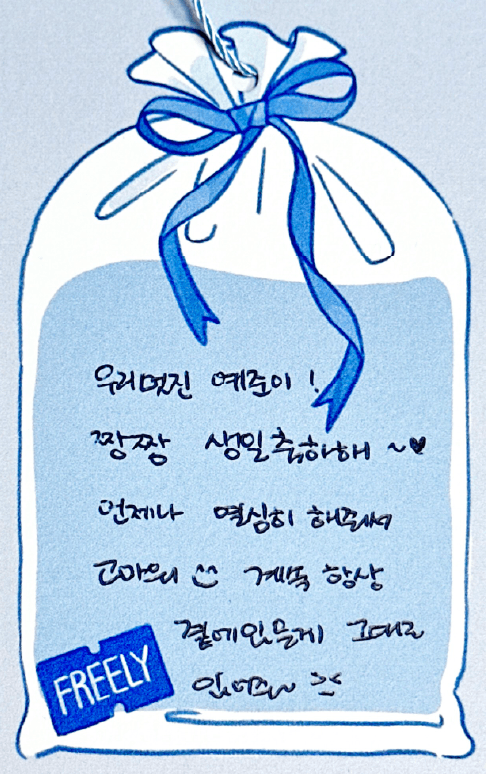 우리멋진 예준이!
짱짱 생일축하해 ~♥
언제나 열심히 해줘서
고마워 계속 항상
곁에있을게 그대로
있어줘~ >:<
FREELY